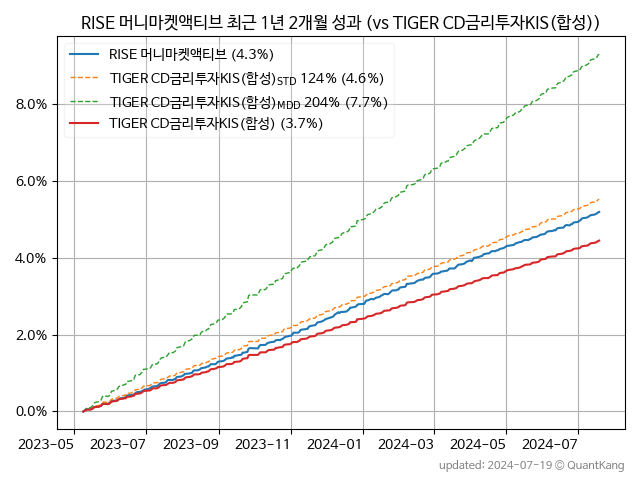 RISE 머니마켓액티브 최근 1년 2개월 성과 (vs TIGER CD금리투자KIS(합성))
RISE 머니마켓액티브 (4.3%)
TIGER CD금리투자KIS(합성)STD 124% (4.6%)
TIGER CD금리투자KIS(합성)MDD 204% (7.7%)
TIGER CD금리투자KIS(합성) (3.7%)
8.0%
6.0%
4.0%
2.0%
0.0%
2023-05 2023-07 2023-09 2023-11 2024-01 2024-03 2024-05 2024-07
updated: 2024-07-19 © QuantKang